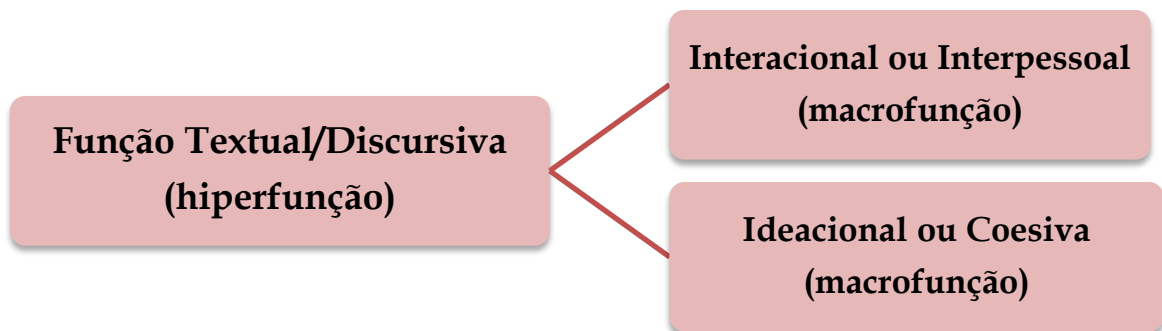 Função Textual/Discursiva
(hiperfunção)
Interacional ou Interpessoal
(macrofunção)
Ideacional ou Coesiva
(macrofunção)